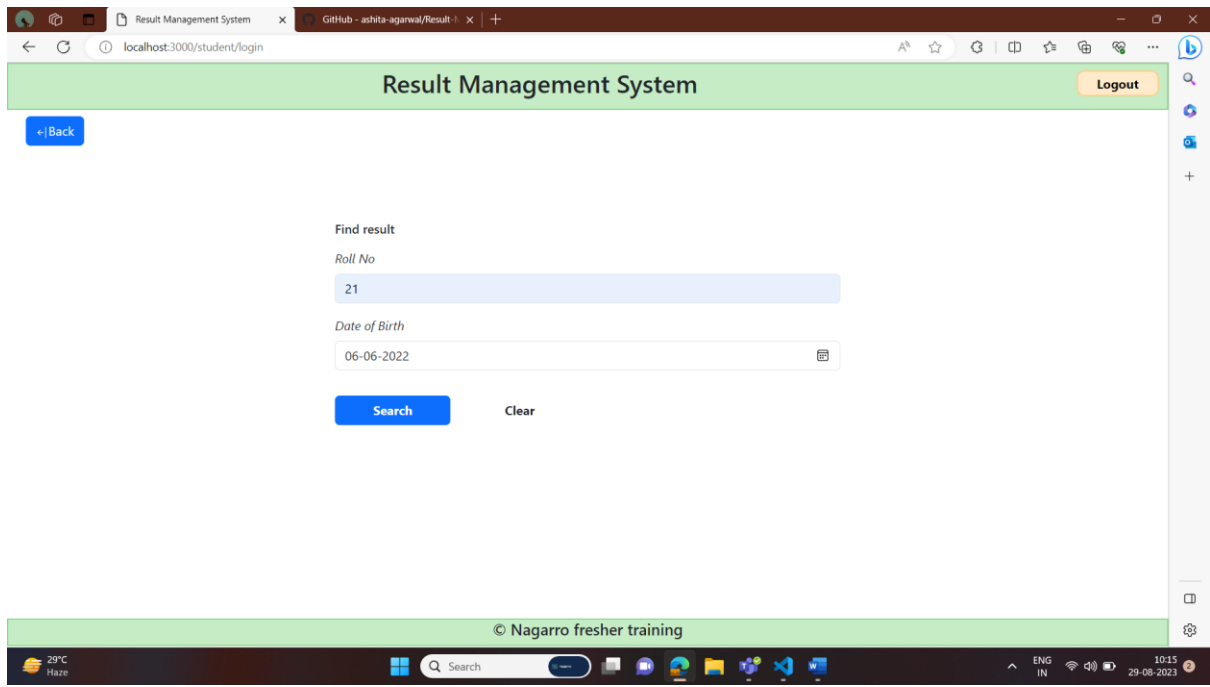 Result Management System
GitHub - ashita-agarwal/Result-
localhost:3000/student/login
Result Management System
Logout
←|Back
Find result
Roll No
21
Date of Birth
06-06-2022
Search Clear
© Nagarro fresher training
29°C
Haze
Search
ENG
IN
10:15
29-08-2023
2